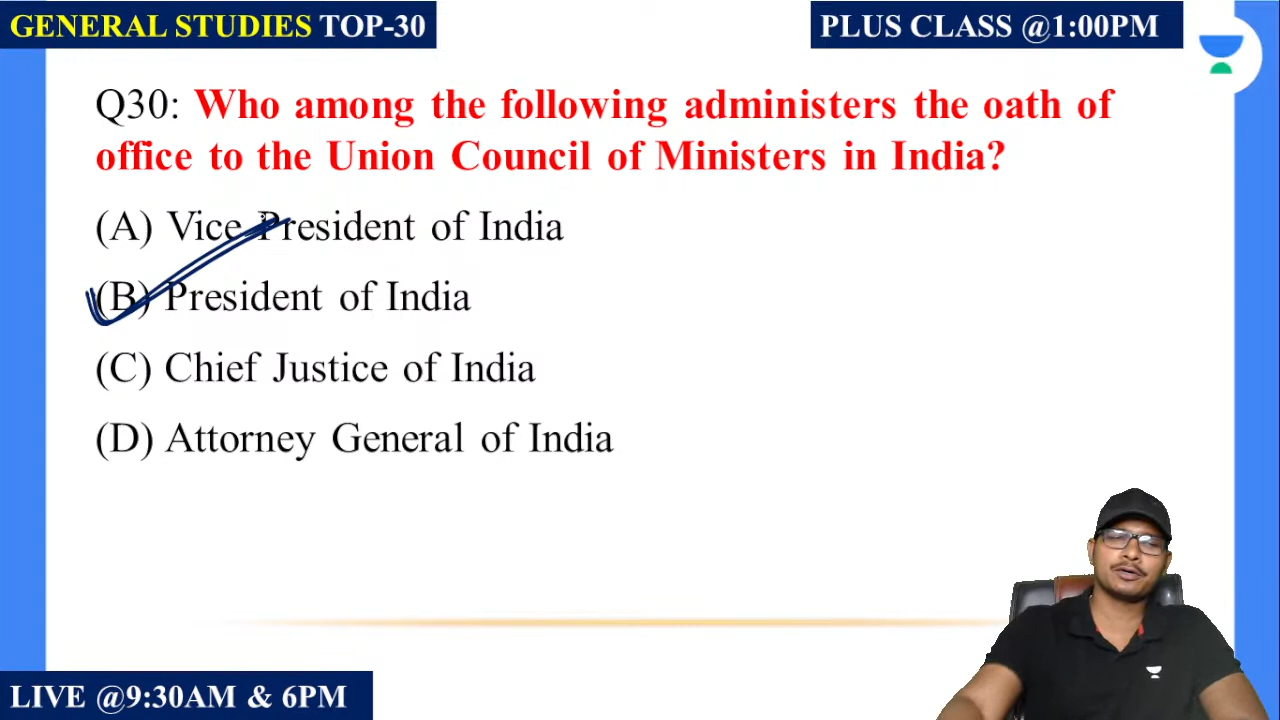 GENERAL STUDIES TOP-30
PLUS CLASS @1:00PM
Q30: Who among the following administers the oath of
office to the Union Council of Ministers in India?
(A) Vice President of India
(B) President of India
(C) Chief Justice of India
(D) Attorney General of India
LIVE @9:30AM & 6PM